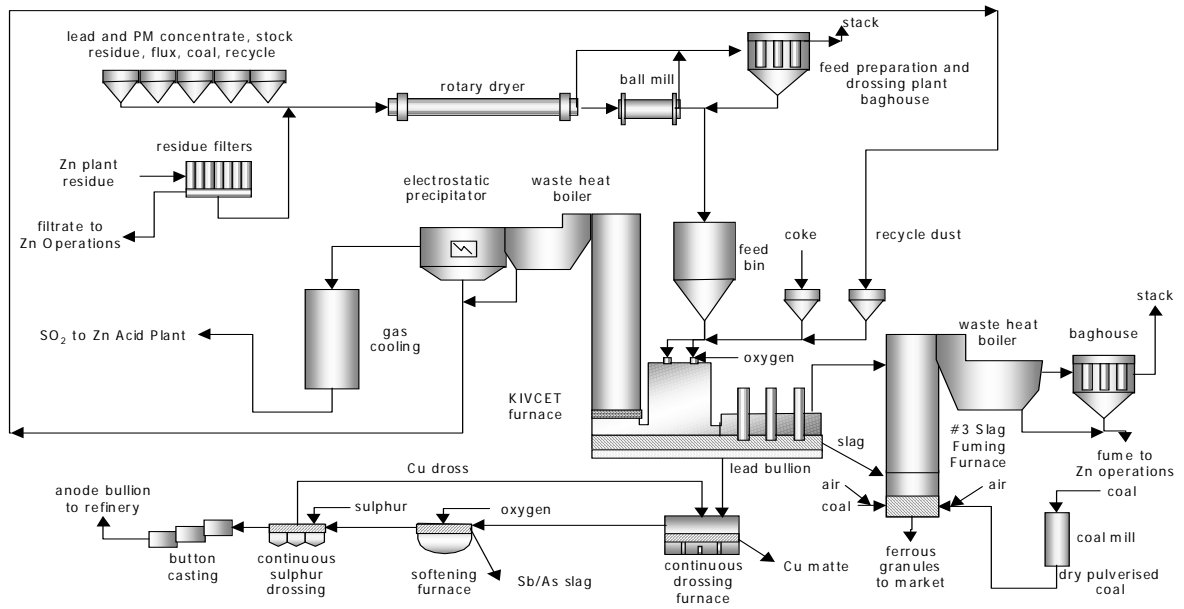 lead and PM concentrate, stock
residue, flux, coal, recycle
stack
rotary dryer
ball mill
feed preparation and
drossing plant
baghouse
residue filters
Zn plant
residue
filtrate to
Zn Operations
electrostatic
precipitator
waste heat
boiler
feed
bin
coke
recycle dust
stack
waste heat
boiler
baghouse
SO2 to Zn Acid Plant
gas
cooling
oxygen
KIVCET
furnace
slag
lead bullion
#3 Slag
Fuming
Furnace
fume to
Zn operations
air
coal
air
coal
coal mill
dry pulverised
coal
ferrous
granules
to market
Cu dross
anode bullion
to refinery
sulphur
oxygen
button
casting
continuous
sulphur
drossing
softening
furnace
Sb/As slag
continuous
drossing
furnace
Cu matte